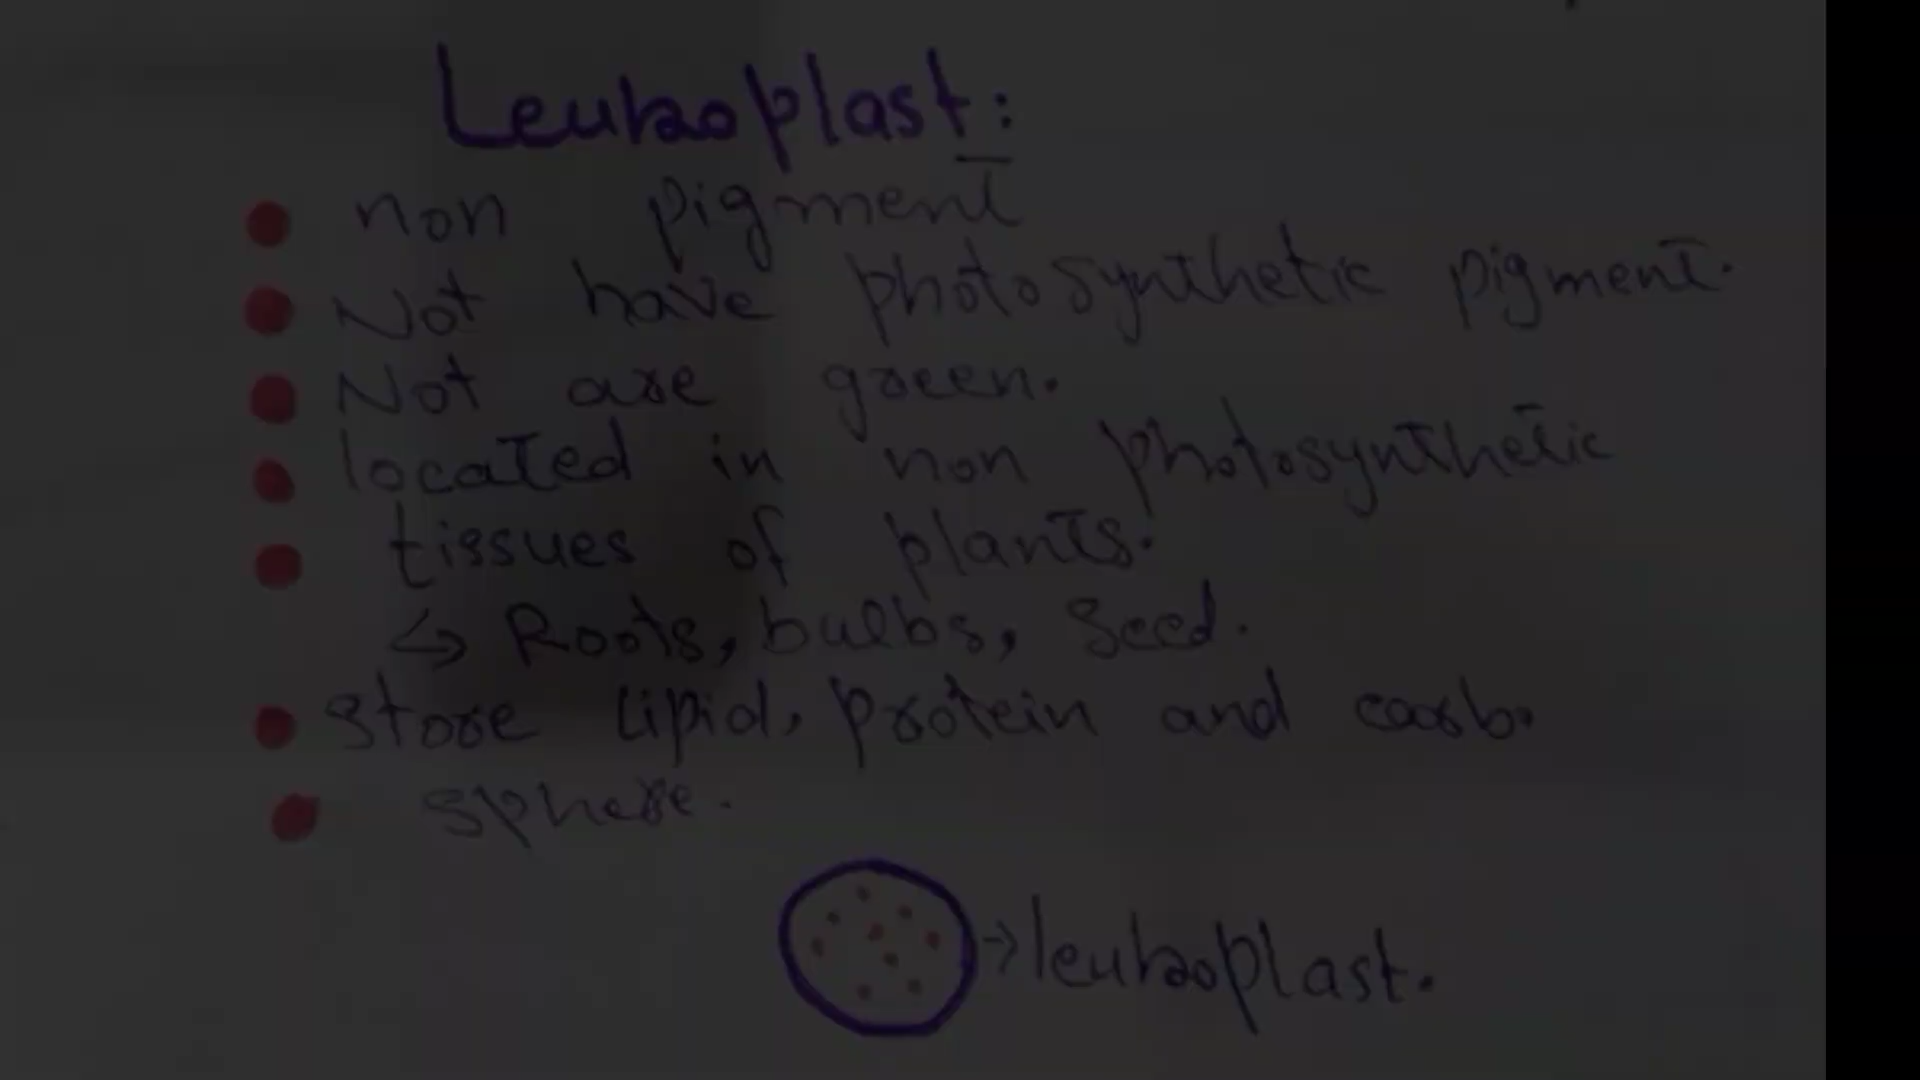 Leukoplast:
non pigment
Not have photosynthetic pigment.
Not are green.
located in non photosynthetic
tissues of plants.
↳ Roots, bulbs, seed.
store lipid, protein and carb.
sphere.
→ leukoplast.